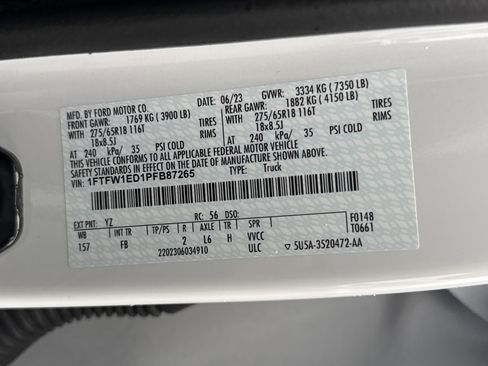 MFD. BY FORD MOTOR CO. 06/23 GVWR: 3334 KG ( 7350 LB)
FRONT GAWR: 1769 KG ( 3900 LB) REAR GAWR: 1882 KG ( 4150 LB)
WITH 275/65R18 116T TIRES WITH 275/65R18 116T TIRES
18x8.5J RIMS 18x8.5J RIMS
AT 240 kPa/ 35 PSI COLD AT 240 kPa/ 35 PSI COLD
THIS VEHICLE CONFORMS TO ALL APPLICABLE FEDERAL MOTOR VEHICLE
SAFETY AND THEFT PREVENTION STANDARDS IN EFFECT ON THE DATE OF MANUFACTURE SHOWN ABOVE.
VIN: 1FTFW1ED1PFB87265 TYPE: Truck
EXT PNT: YZ RC: 56 DSO: F0148
WB INT TR TP/PS R AXLE TR SPR T0661
157 FB 2 L6 H VVCC
2202306034910 ULC 5USA-3520472-AA